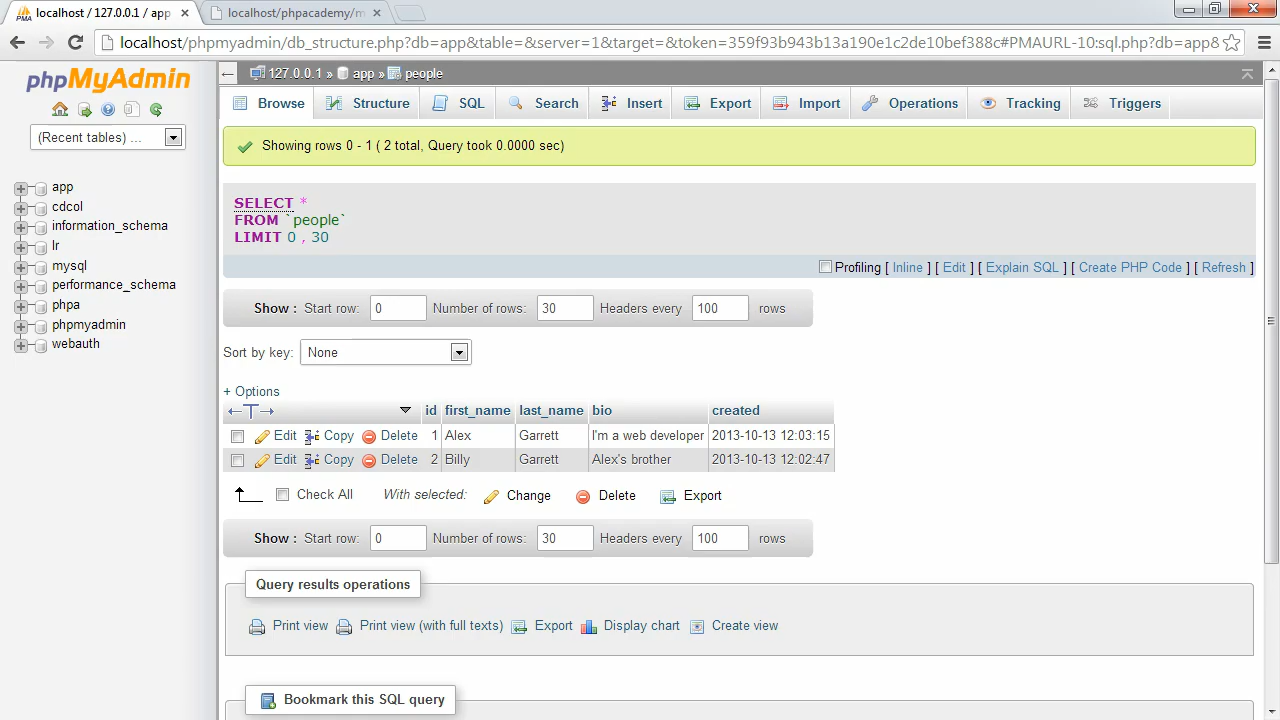 localhost / 127.0.0.1 / app
localhost/phpacademy/m
localhost/phpmyadmin/db_structure.php?db=app&table=&server=1&target=&token=359f93b943b13a190e1c2de10bef388c#PMAURL-10:sql.php?db=app8
phpMyAdmin
(Recent tables) ...
app
cdcol
information_schema
lr
mysql
performance_schema
phpa
phpmyadmin
webauth
127.0.0.1 » app » people
Browse Structure SQL Search Insert Export Import Operations Tracking Triggers
Showing rows 0 - 1 ( 2 total, Query took 0.0000 sec)
SELECT *
FROM `people`
LIMIT 0 , 30
Profiling [ Inline ] [ Edit ] [ Explain SQL ] [ Create PHP Code ] [ Refresh ]
Show : Start row: 0 Number of rows: 30 Headers every 100 rows
Sort by key: None
+ Options
id first_name last_name bio created
Edit Copy Delete 1 Alex Garrett I'm a web developer 2013-10-13 12:03:15
Edit Copy Delete 2 Billy Garrett Alex's brother 2013-10-13 12:02:47
Check All With selected: Change Delete Export
Show : Start row: 0 Number of rows: 30 Headers every 100 rows
Query results operations
Print view Print view (with full texts) Export Display chart Create view
Bookmark this SQL query